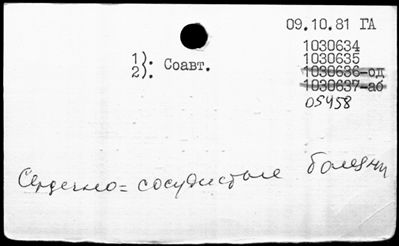 09.10.81 ГА
1030634
1030635
1): Соавт.
2):
1030636-од
1030637-аб
05458
Сердечно=сосудистые болезни